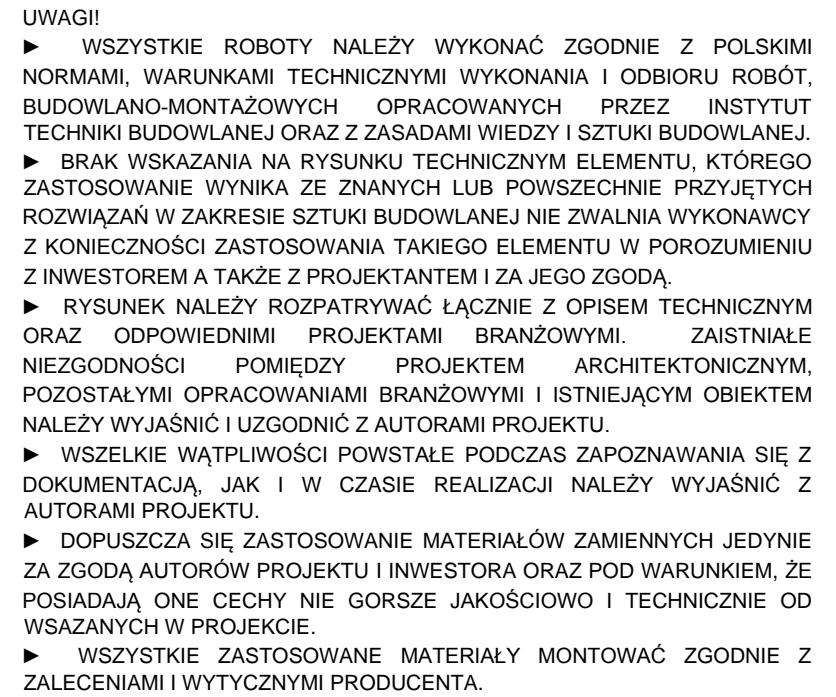 UWAGI!
► WSZYSTKIE ROBOTY NALEŻY WYKONAĆ ZGODNIE Z POLSKIMI
NORMAMI, WARUNKAMI TECHNICZNYMI WYKONANIA I ODBIORU ROBÓT,
BUDOWLANO-MONTAŻOWYCH OPRACOWANYCH PRZEZ INSTYTUT
TECHNIKI BUDOWLANEJ ORAZ Z ZASADAMI WIEDZY I SZTUKI BUDOWLANEJ.
► BRAK WSKAZANIA NA RYSUNKU TECHNICZNYM ELEMENTU, KTÓREGO
ZASTOSOWANIE WYNIKA ZE ZNANYCH LUB POWSZECHNIE PRZYJĘTYCH
ROZWIĄZAŃ W ZAKRESIE SZTUKI BUDOWLANEJ NIE ZWALNIA WYKONAWCY
Z KONIECZNOŚCI ZASTOSOWANIA TAKIEGO ELEMENTU W POROZUMIENIU
Z INWESTOREM A TAKŻE Z PROJEKTANTEM I ZA JEGO ZGODĄ.
► RYSUNEK NALEŻY ROZPATRYWAĆ ŁĄCZNIE Z OPISEM TECHNICZNYM
ORAZ ODPOWIEDNIMI PROJEKTAMI BRANŻOWYMI. ZAISTNIAŁE
NIEZGODNOŚCI POMIĘDZY PROJEKTEM ARCHITEKTONICZNYM,
POZOSTAŁYMI OPRACOWANIAMI BRANŻOWYMI I ISTNIEJĄCYM OBIEKTEM
NALEŻY WYJAŚNIĆ I UZGODNIĆ Z AUTORAMI PROJEKTU.
► WSZELKIE WĄTPLIWOŚCI POWSTAŁE PODCZAS ZAPOZNAWANIA SIĘ Z
DOKUMENTACJĄ, JAK I W CZASIE REALIZACJI NALEŻY WYJAŚNIĆ Z
AUTORAMI PROJEKTU.
► DOPUSZCZA SIĘ ZASTOSOWANIE MATERIAŁÓW ZAMIENNYCH JEDYNIE
ZA ZGODĄ AUTORÓW PROJEKTU I INWESTORA ORAZ POD WARUNKIEM, ŻE
POSIADAJĄ ONE CECHY NIE GORSZE JAKOŚCIOWO I TECHNICZNIE OD
WSAZANYCH W PROJEKCIE.
► WSZYSTKIE ZASTOSOWANE MATERIAŁY MONTOWAĆ ZGODNIE Z
ZALECENIAMI I WYTYCZNYMI PRODUCENTA.